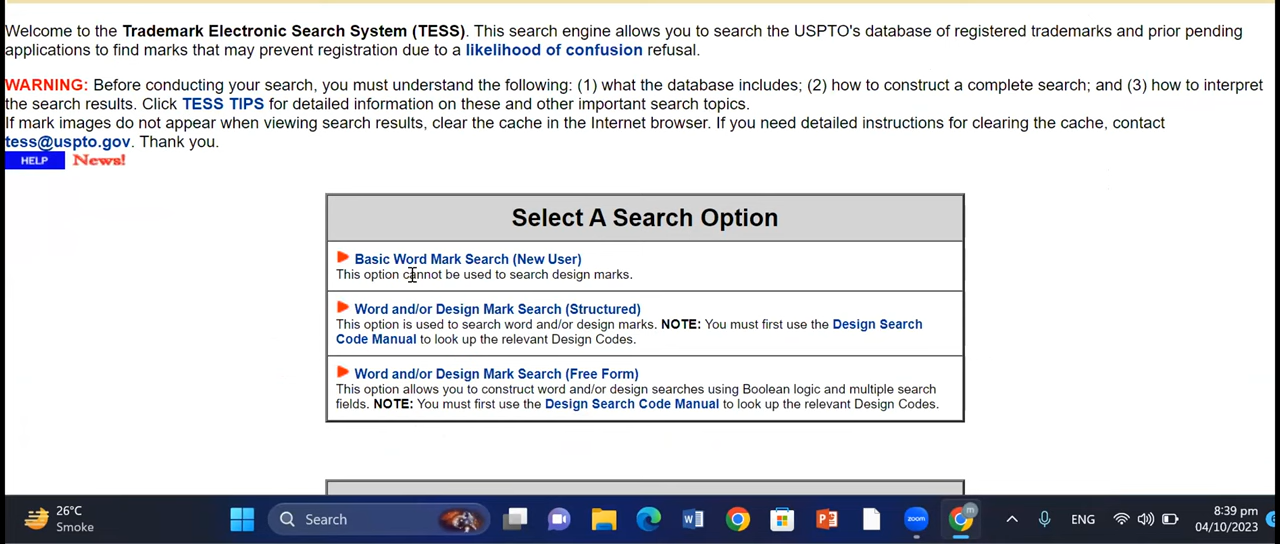 Welcome to the Trademark Electronic Search System (TESS). This search engine allows you to search the USPTO's database of registered trademarks and prior pending
applications to find marks that may prevent registration due to a likelihood of confusion refusal.
WARNING: Before conducting your search, you must understand the following: (1) what the database includes; (2) how to construct a complete search; and (3) how to interpret
the search results. Click TESS TIPS for detailed information on these and other important search topics.
If mark images do not appear when viewing search results, clear the cache in the Internet browser. If you need detailed instructions for clearing the cache, contact
tess@uspto.gov. Thank you.
HELP News!
Select A Search Option
Basic Word Mark Search (New User)
This option cannot be used to search design marks.
Word and/or Design Mark Search (Structured)
This option is used to search word and/or design marks. NOTE: You must first use the Design Search
Code Manual to look up the relevant Design Codes.
Word and/or Design Mark Search (Free Form)
This option allows you to construct word and/or design searches using Boolean logic and multiple search
fields. NOTE: You must first use the Design Search Code Manual to look up the relevant Design Codes.
26°C
Smoke
Search
zoom
m
ENG
8:39 pm
04/10/2023